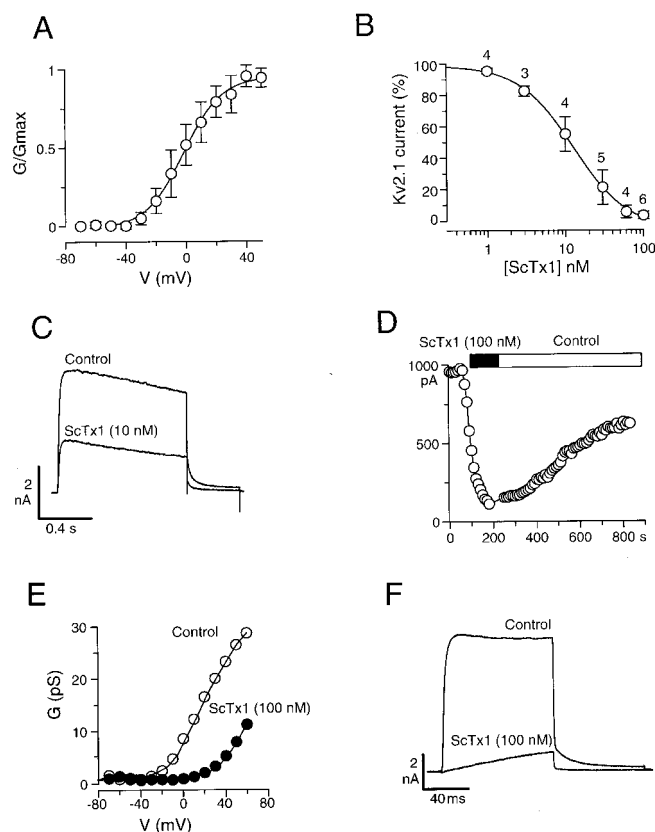 A
G/Gmax
1
0.5
0
-80
-40
0
40
V (mV)
B
Kv2.1 current (%)
100
80
60
40
20
0
4
3
4
5
4
6
1
10
100
[ScTx1] nM
C
Control
ScTx1 (10 nM)
2
nA
0.4 s
D
ScTx1 (100 nM)
Control
1000
pA
500
0
0
200
400
600
800 s
E
G (pS)
30
20
10
0
Control
ScTx1 (100 nM)
-80
-40
0
40
80
V (mV)
F
Control
ScTx1 (100 nM)
2
nA
40 ms